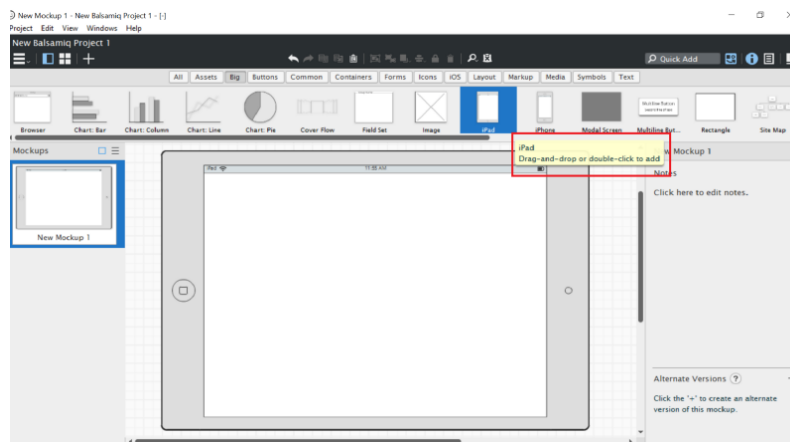 New Mockup 1 - New Balsamiq Project 1 - [-]
Project Edit View Windows Help
New Balsamiq Project 1
Quick Add
All Assets Big Buttons Common Containers Forms Icons iOS Layout Markup Media Symbols Text
Browser Chart: Bar Chart: Column Chart: Line Chart: Pie Cover Flow Field Set Image iPad iPhone Modal Screen Multiline But... Rectangle Site Map
Mockups
Mockup 1
iPad
Drag-and-drop or double-click to add
iPad 11:55 AM
Notes
Click here to edit notes.
New Mockup 1
Alternate Versions ?
Click the '+' to create an alternate
version of this mockup.